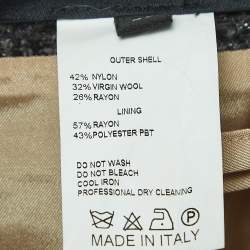 OUTER SHELL
42% NYLON
32% VIRGIN WOOL
26% RAYON
LINING
57% RAYON
43% POLYESTER PBT
DO NOT WASH
DO NOT BLEACH
COOL IRON
PROFESSIONAL DRY CLEANING
MADE IN ITALY